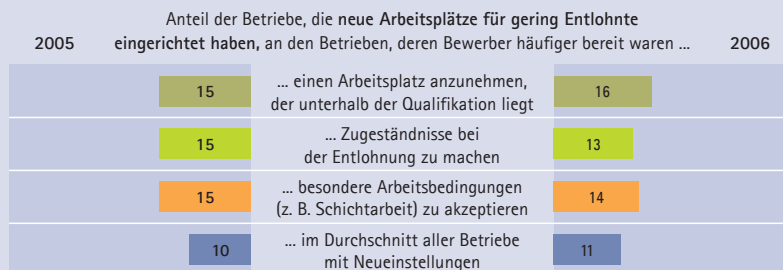 Anteil der Betriebe, die neue Arbeitsplätze für gering Entlohnte
2005 eingerichtet haben, an den Betrieben, deren Bewerber häufiger bereit waren ... 2006
15 ... einen Arbeitsplatz anzunehmen, 16
der unterhalb der Qualifikation liegt
15 ... Zugeständnisse bei 13
der Entlohnung zu machen
15 ... besondere Arbeitsbedingungen 14
(z. B. Schichtarbeit) zu akzeptieren
10 ... im Durchschnitt aller Betriebe 11
mit Neueinstellungen